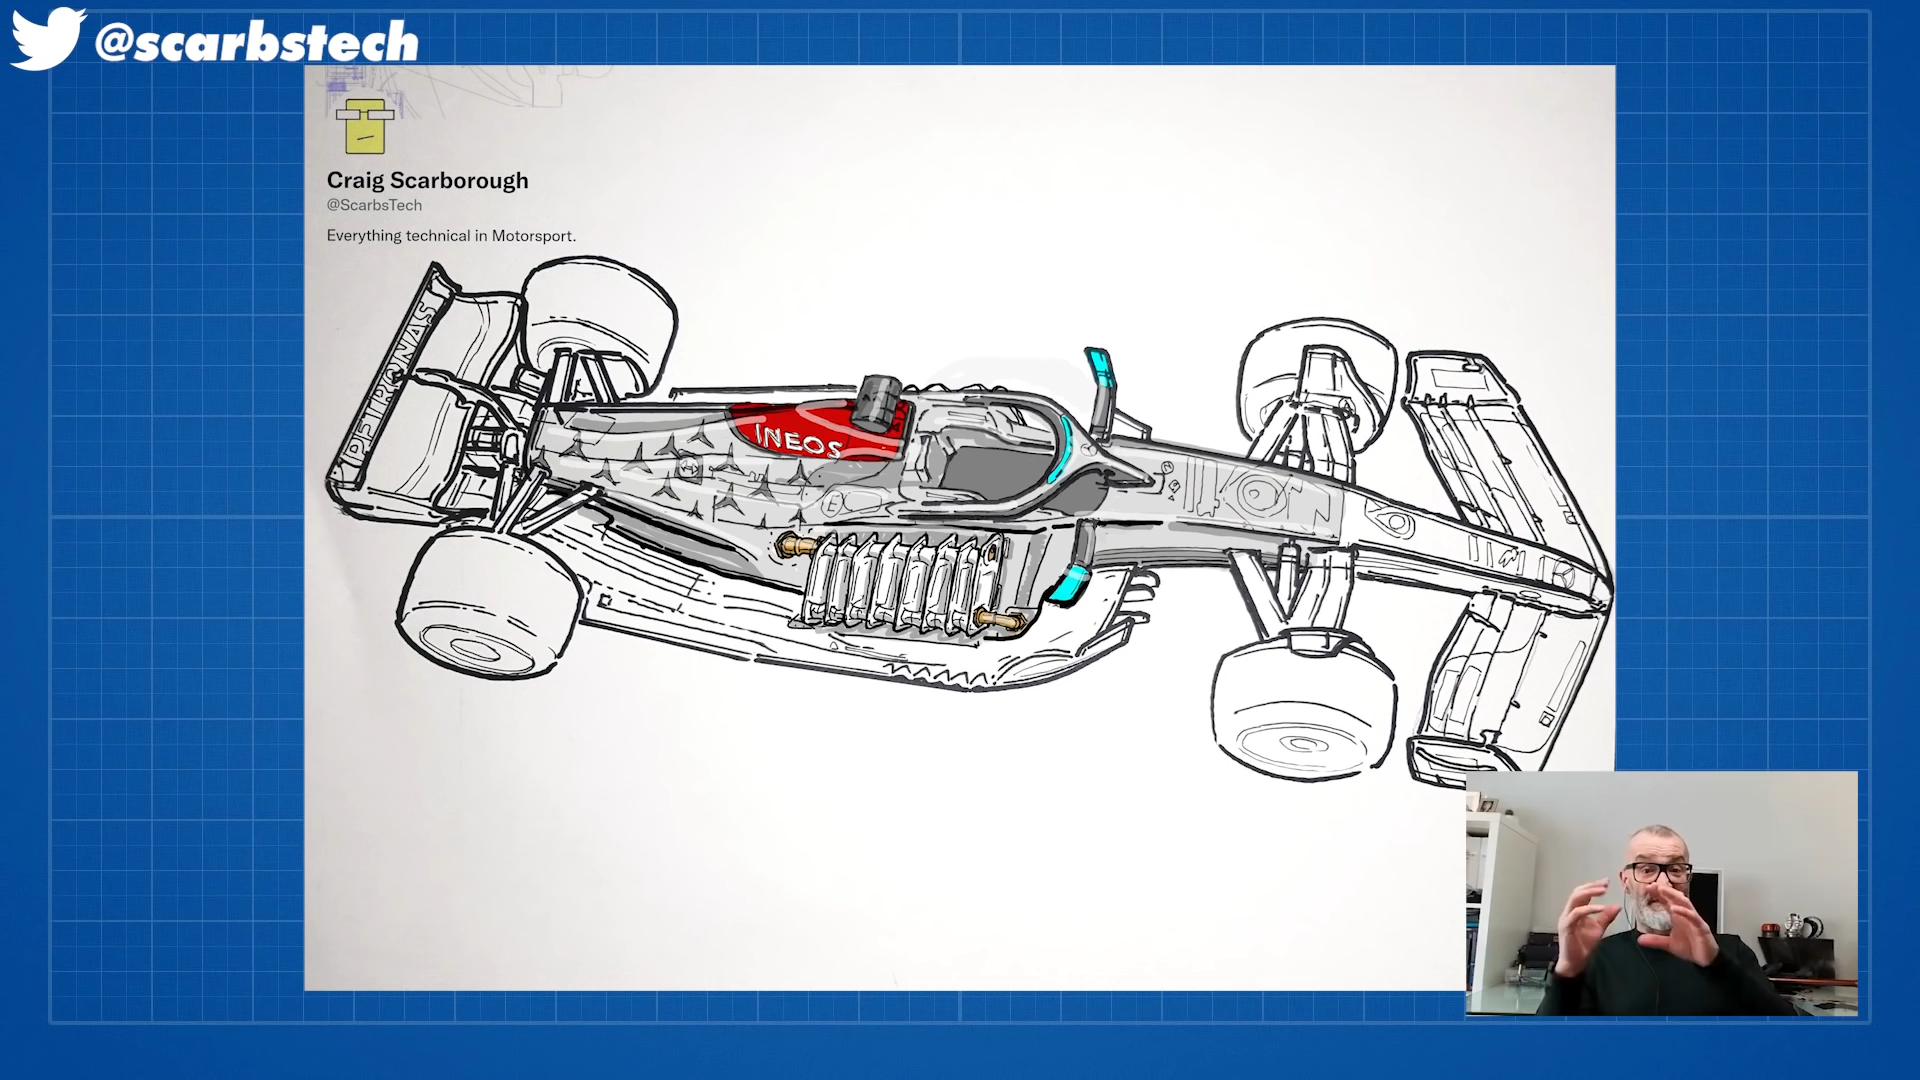 @scarbstech
Craig Scarborough
@ScarbsTech
Everything technical in Motorsport.
PETRONAS
INEOS
E